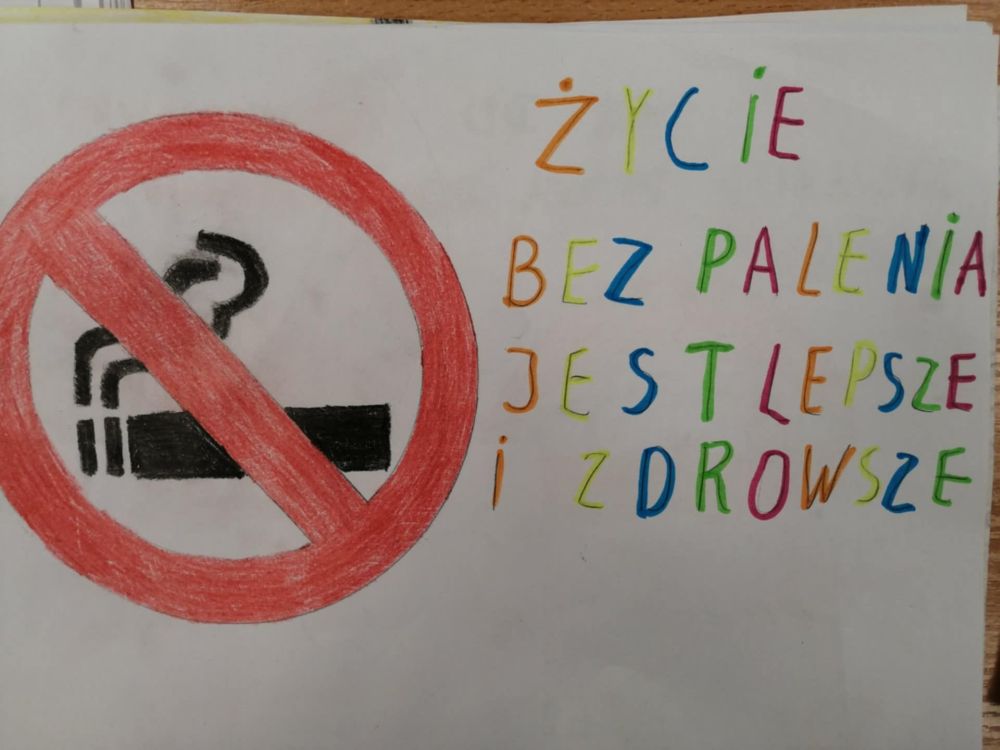 ŻYCIE
BEZ PALENIA
JEST LEPSZE
i ZDROWSZE